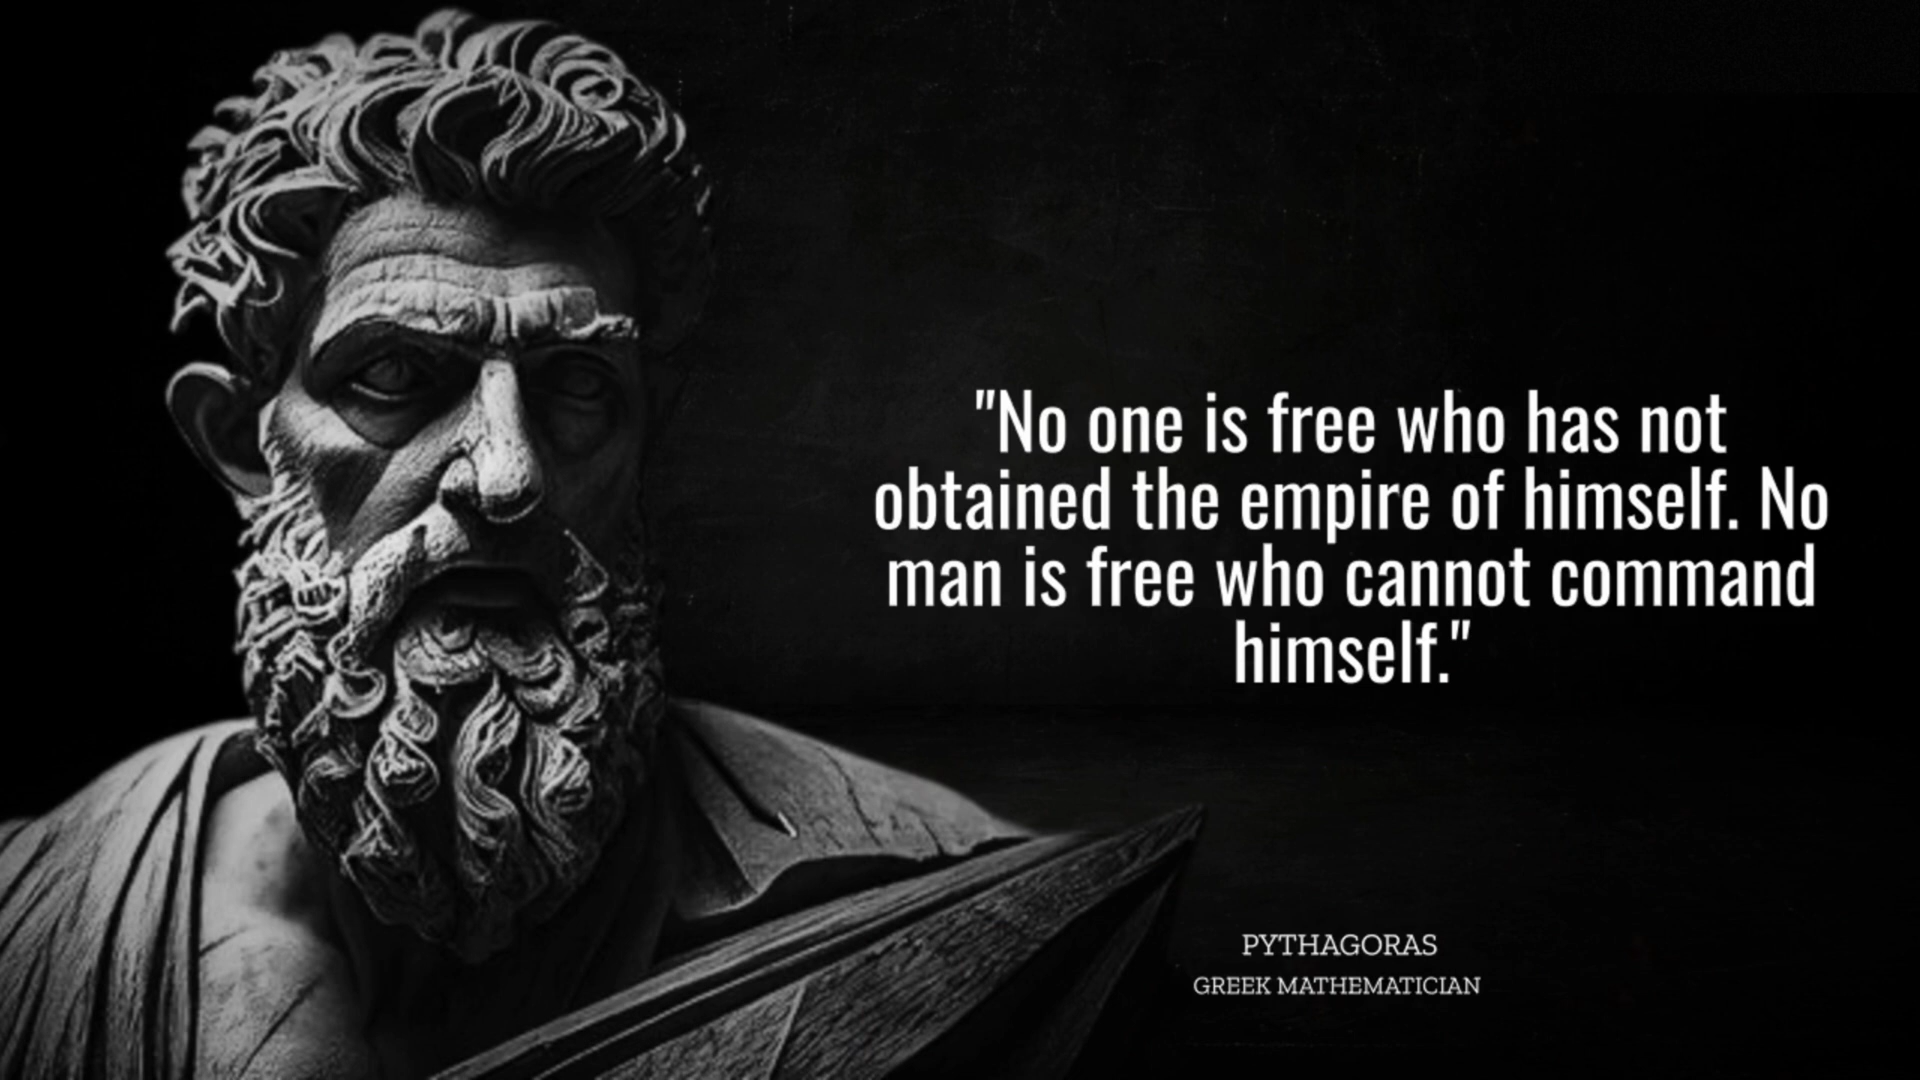 "No one is free who has not
obtained the empire of himself. No
man is free who cannot command
himself."
PYTHAGORAS
GREEK MATHEMATICIAN